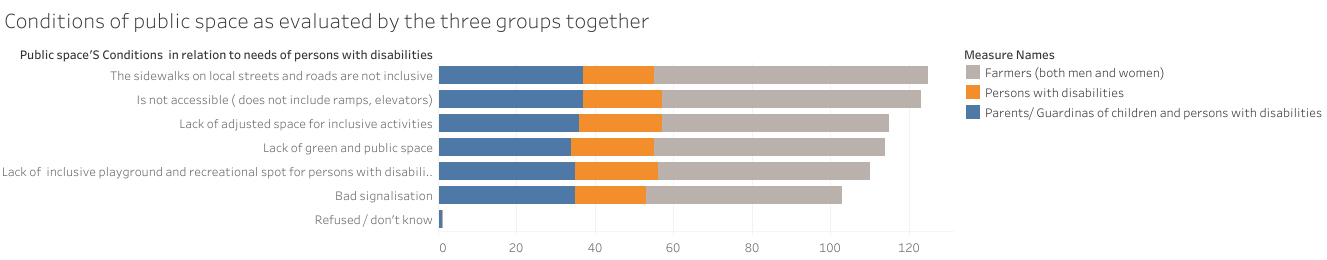 Conditions of public space as evaluated by the three groups together
Public space'S Conditions in relation to needs of persons with disabilities
The sidewalks on local streets and roads are not inclusive
Is not accessible ( does not include ramps, elevators)
Lack of adjusted space for inclusive activities
Lack of green and public space
Lack of inclusive playground and recreational spot for persons with disabili..
Bad signalisation
Refused / don't know
0 20 40 60 80 100 120
Measure Names
Farmers (both men and women)
Persons with disabilities
Parents/ Guardinas of children and persons with disabilities